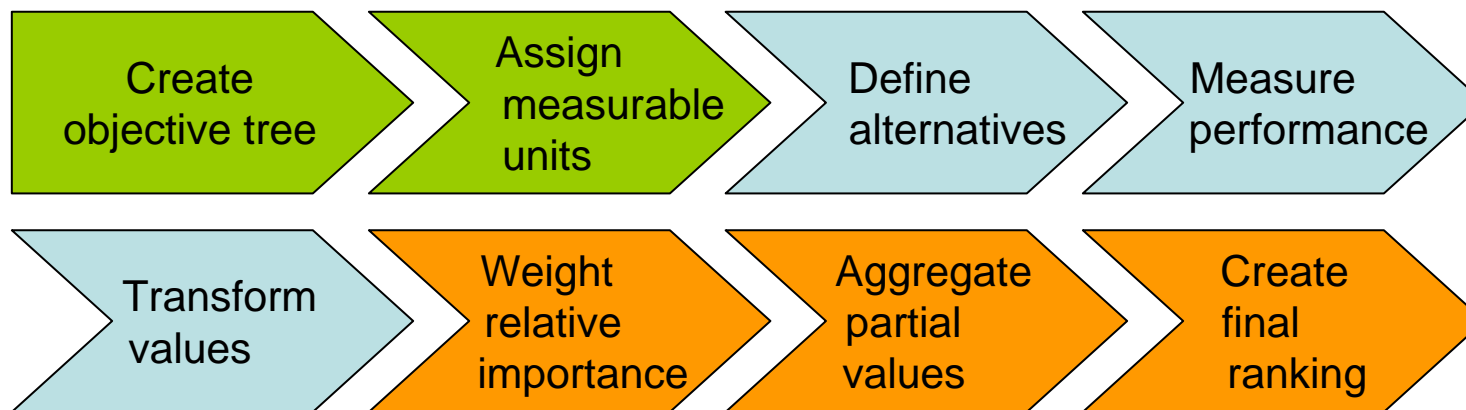 Create
objective tree
Assign
measurable
units
Define
alternatives
Measure
performance
Transform
values
Weight
relative
importance
Aggregate
partial
values
Create
final
ranking